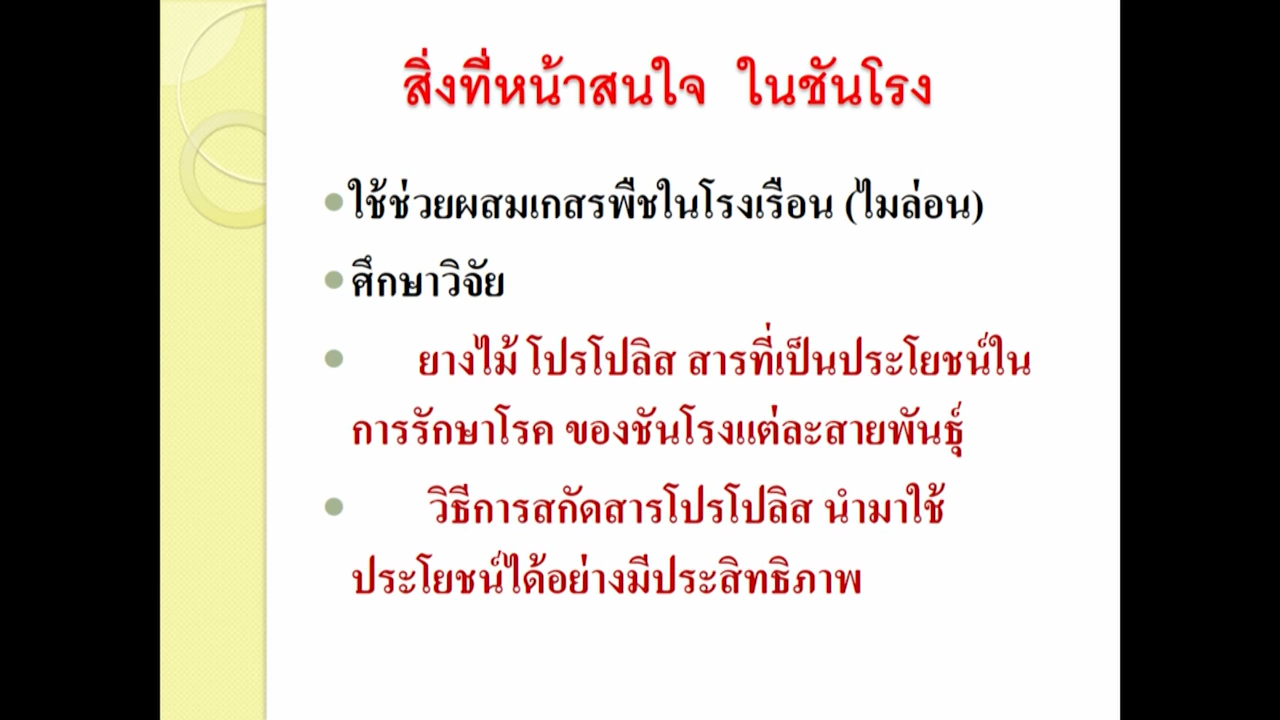 สิ่งที่หน้าสนใจ ในชันโรง
•ใช้ช่วยผสมเกสรพืชในโรงเรือน (ไมล่อน)
•ศึกษาวิจัย
• ยางไม้ โปรโปลิส สารที่เป็นประโยชน์ใน
การรักษาโรค ของชันโรงแต่ละสายพันธุ์
• วิธีการสกัดสารโปรโปลิส นำมาใช้
ประโยชน์ได้อย่างมีประสิทธิภาพ